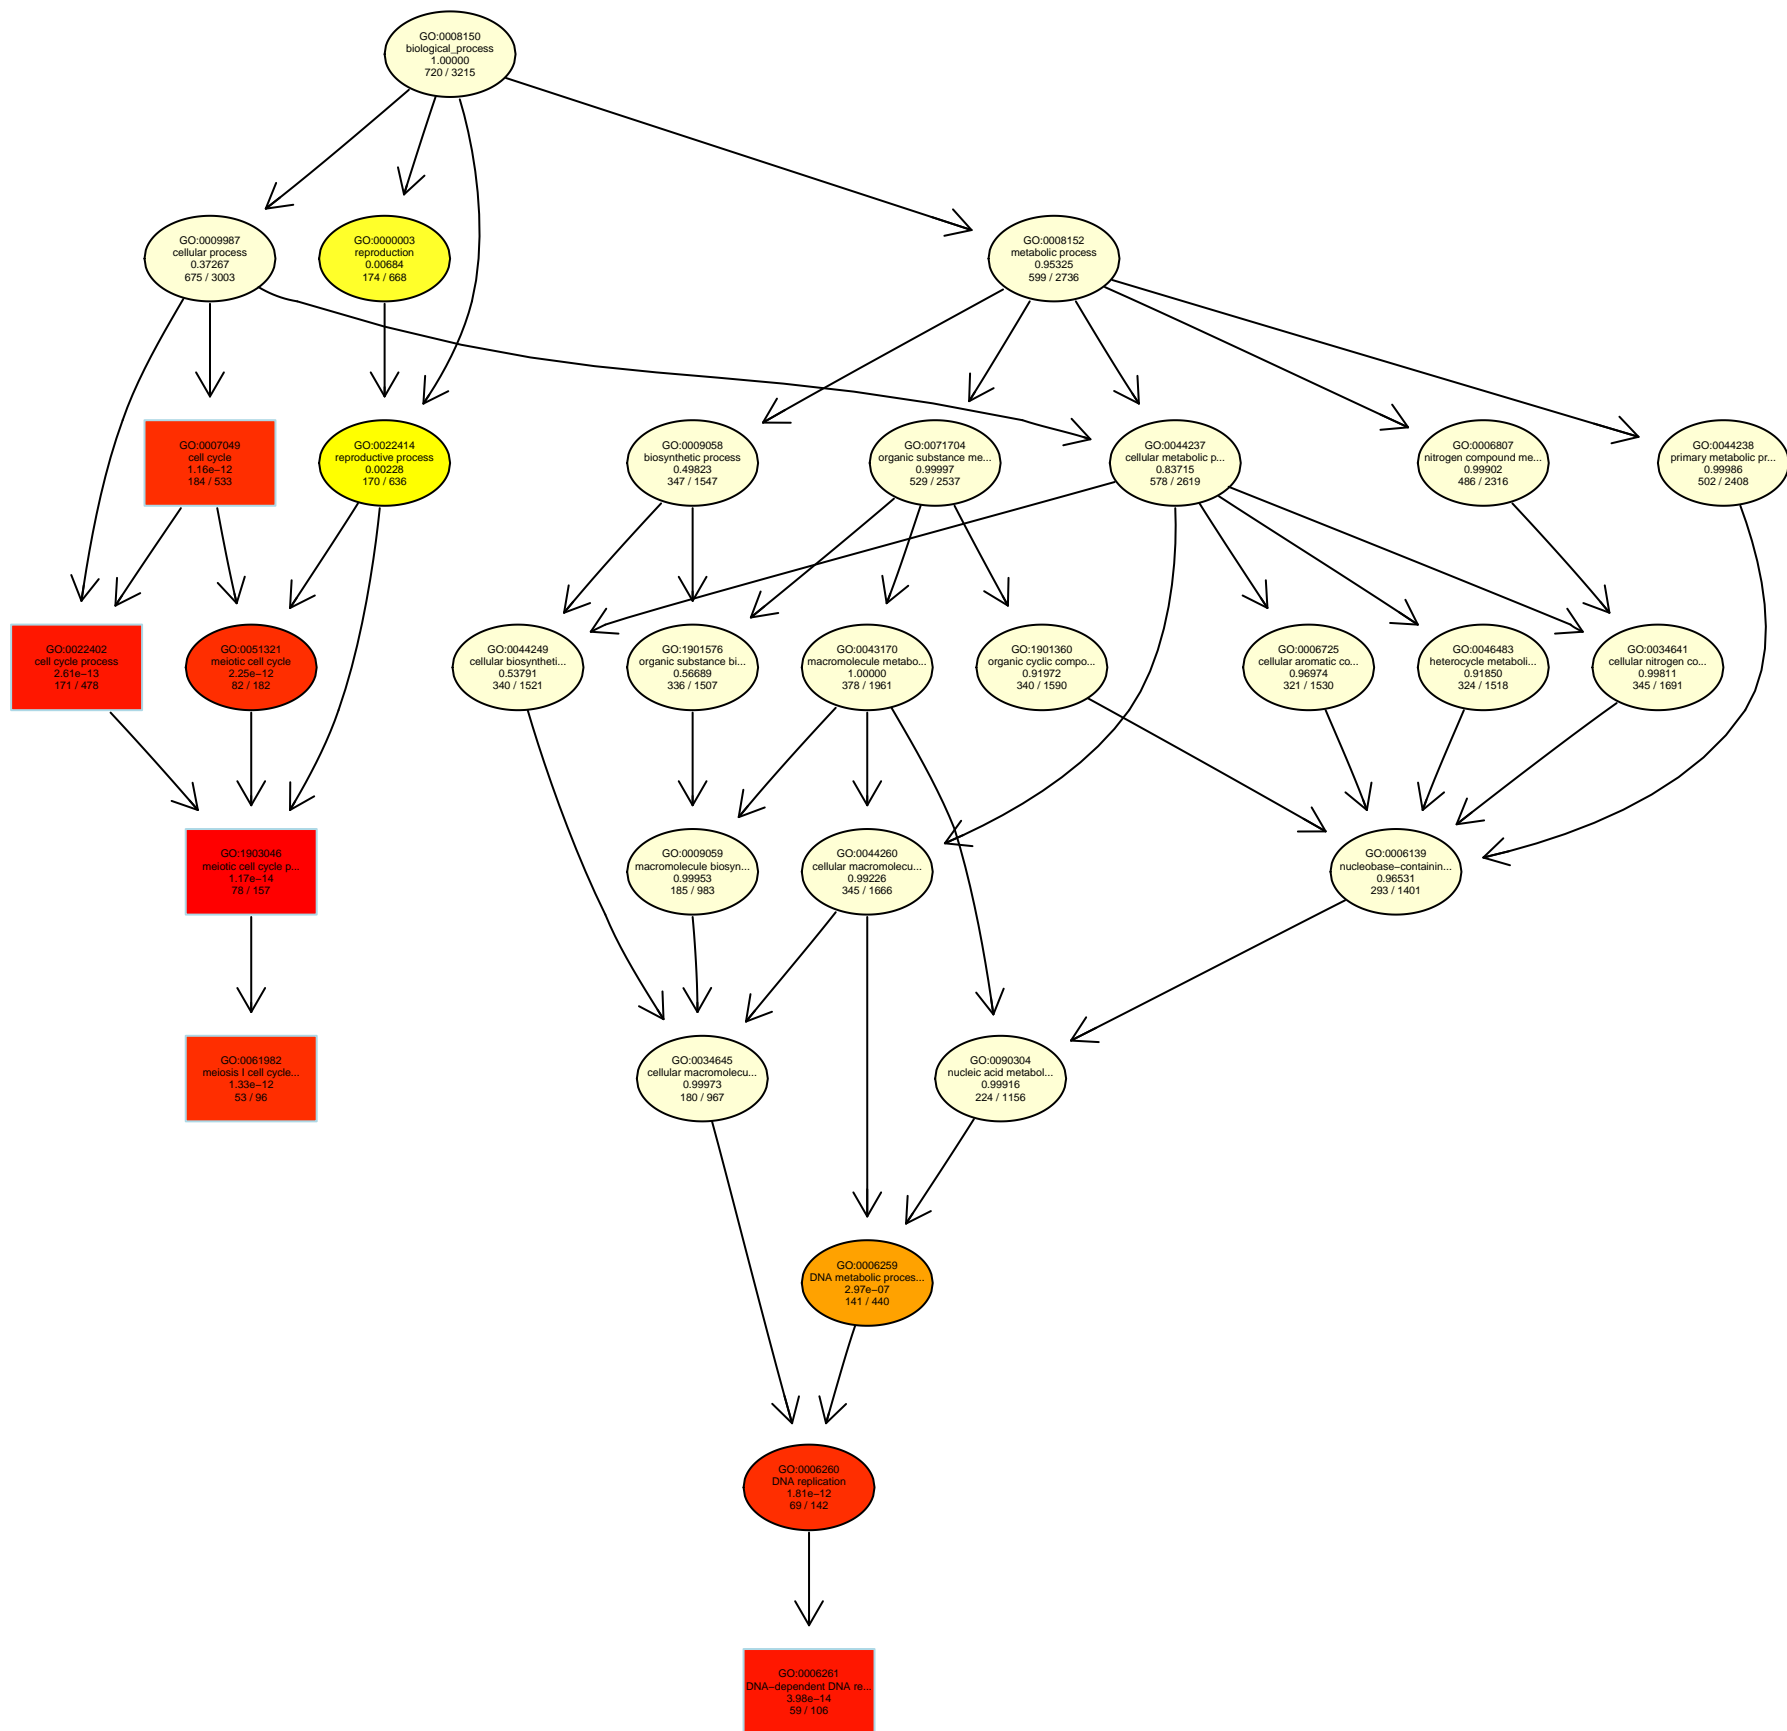 GO:0008150
biological_process
1.00000
720 / 3215
GO:0009987
cellular process
0.37267
675 / 3003
GO:0000003
reproduction
0.00684
174 / 668
GO:0008152
metabolic process
0.95325
599 / 2736
GO:0007049
cell cycle
1.16e−12
184 / 533
GO:0022414
reproductive process
0.00228
170 / 636
GO:0009058
biosynthetic process
0.49823
347 / 1547
GO:0071704
organic substance me...
0.99997
529 / 2537
GO:0044237
cellular metabolic p...
0.83715
578 / 2619
GO:0006807
nitrogen compound me...
0.99902
486 / 2316
GO:0044238
primary metabolic pr...
0.99986
502 / 2408
GO:0022402
cell cycle process
2.61e−13
171 / 478
GO:0051321
meiotic cell cycle
2.25e−12
82 / 182
GO:0044249
cellular biosyntheti...
0.53791
340 / 1521
GO:1901576
organic substance bi...
0.56689
336 / 1507
GO:0043170
macromolecule metabo...
1.00000
378 / 1961
GO:1901360
organic cyclic compo...
0.91972
340 / 1590
GO:0006725
cellular aromatic co...
0.96974
321 / 1530
GO:0046483
heterocycle metaboli...
0.91850
324 / 1518
GO:0034641
cellular nitrogen co...
0.99811
345 / 1691
GO:1903046
meiotic cell cycle p...
1.17e−14
78 / 157
GO:0009059
macromolecule biosyn...
0.99953
185 / 983
GO:0044260
cellular macromolecu...
0.99226
345 / 1666
GO:0006139
nucleobase−containin...
0.96531
293 / 1401
GO:0061982
meiosis I cell cycle...
1.33e−12
53 / 96
GO:0034645
cellular macromolecu...
0.99973
180 / 967
GO:0090304
nucleic acid metabol...
0.99916
224 / 1156
GO:0006259
DNA metabolic proces...
2.97e−07
141 / 440
GO:0006260
DNA replication
1.81e−12
69 / 142
GO:0006261
DNA−dependent DNA re...
3.98e−14
59 / 106